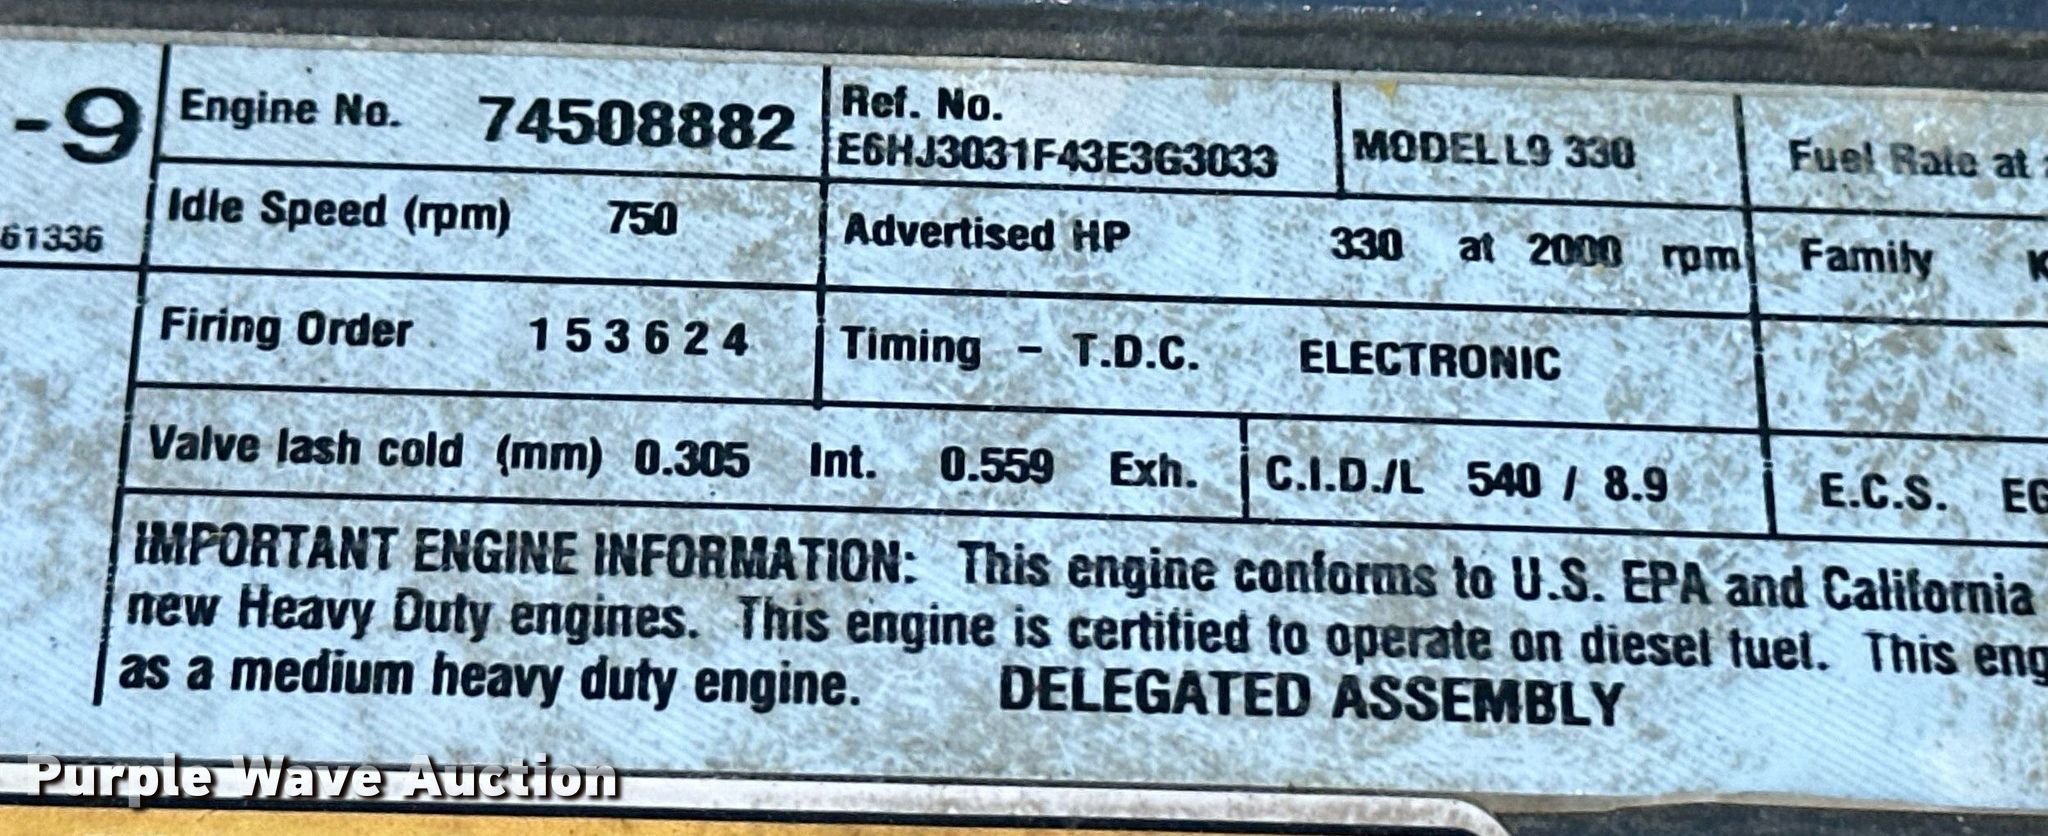 -9
Engine No. 74508882
Ref. No.
E6HJ3031F43E3G3033
MODEL L9 330
Fuel Rate at
61336
Idle Speed (rpm) 750
Advertised HP 330 at 2000 rpm
Family K
Firing Order 1 5 3 6 2 4
Timing - T.D.C. ELECTRONIC
Valve lash cold (mm) 0.305 Int. 0.559 Exh.
C.I.D./L 540 / 8.9
E.C.S. EG
IMPORTANT ENGINE INFORMATION: This engine conforms to U.S. EPA and California
new Heavy Duty engines. This engine is certified to operate on diesel fuel. This eng
as a medium heavy duty engine. DELEGATED ASSEMBLY
Purple Wave Auction